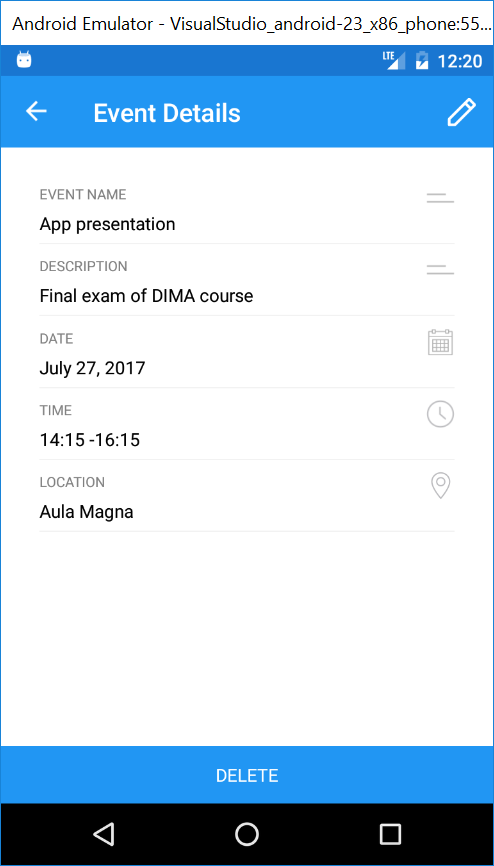 Android Emulator - VisualStudio_android-23_x86_phone:55...
LTE 12:20
Event Details
EVENT NAME
App presentation
DESCRIPTION
Final exam of DIMA course
DATE
July 27, 2017
TIME
14:15 -16:15
LOCATION
Aula Magna
DELETE